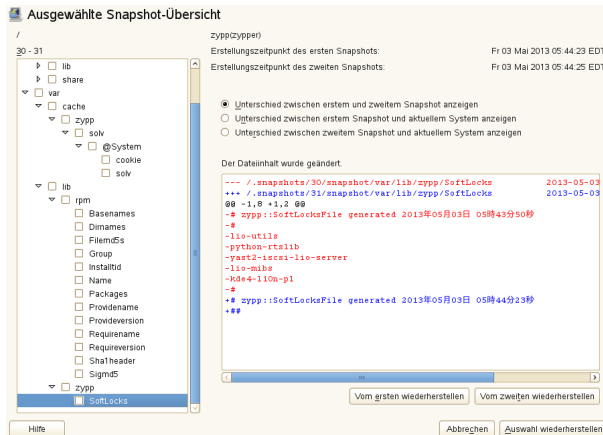 Ausgewählte Snapshot-Übersicht
/
30 - 31
lib
share
var
cache
zypp
solv
@System
cookie
solv
lib
rpm
Basenames
Dirnames
Filemd5s
Group
Installtid
Name
Packages
Providename
Provideversion
Requirename
Requireversion
Sha1header
Sigmd5
zypp
SoftLocks
zypp(zypper)
Erstellungszeitpunkt des ersten Snapshots: Fr 03 Mai 2013 05:44:23 EDT
Erstellungszeitpunkt des zweiten Snapshots: Fr 03 Mai 2013 05:44:25 EDT
Unterschied zwischen erstem und zweitem Snapshot anzeigen
Unterschied zwischen erstem Snapshot und aktuellem System anzeigen
Unterschied zwischen zweitem Snapshot und aktuellem System anzeigen
Der Dateiinhalt wurde geändert.
--- /.snapshots/30/snapshot/var/lib/zypp/SoftLocks 2013-05-03
+++ /.snapshots/31/snapshot/var/lib/zypp/SoftLocks 2013-05-03
@@ -1,8 +1,2 @@
-# zypp::SoftLocksFile generated 2013年05月03日 05時43分50秒
-#
-lio-utils
-python-rtslib
-yast2-iscsi-lio-server
-lio-mibs
-kde4-l10n-pl
-#
+# zypp::SoftLocksFile generated 2013年05月03日 05時44分23秒
+##
Vom ersten wiederherstellen Vom zweiten wiederherstellen
Hilfe Abbrechen Auswahl wiederherstellen